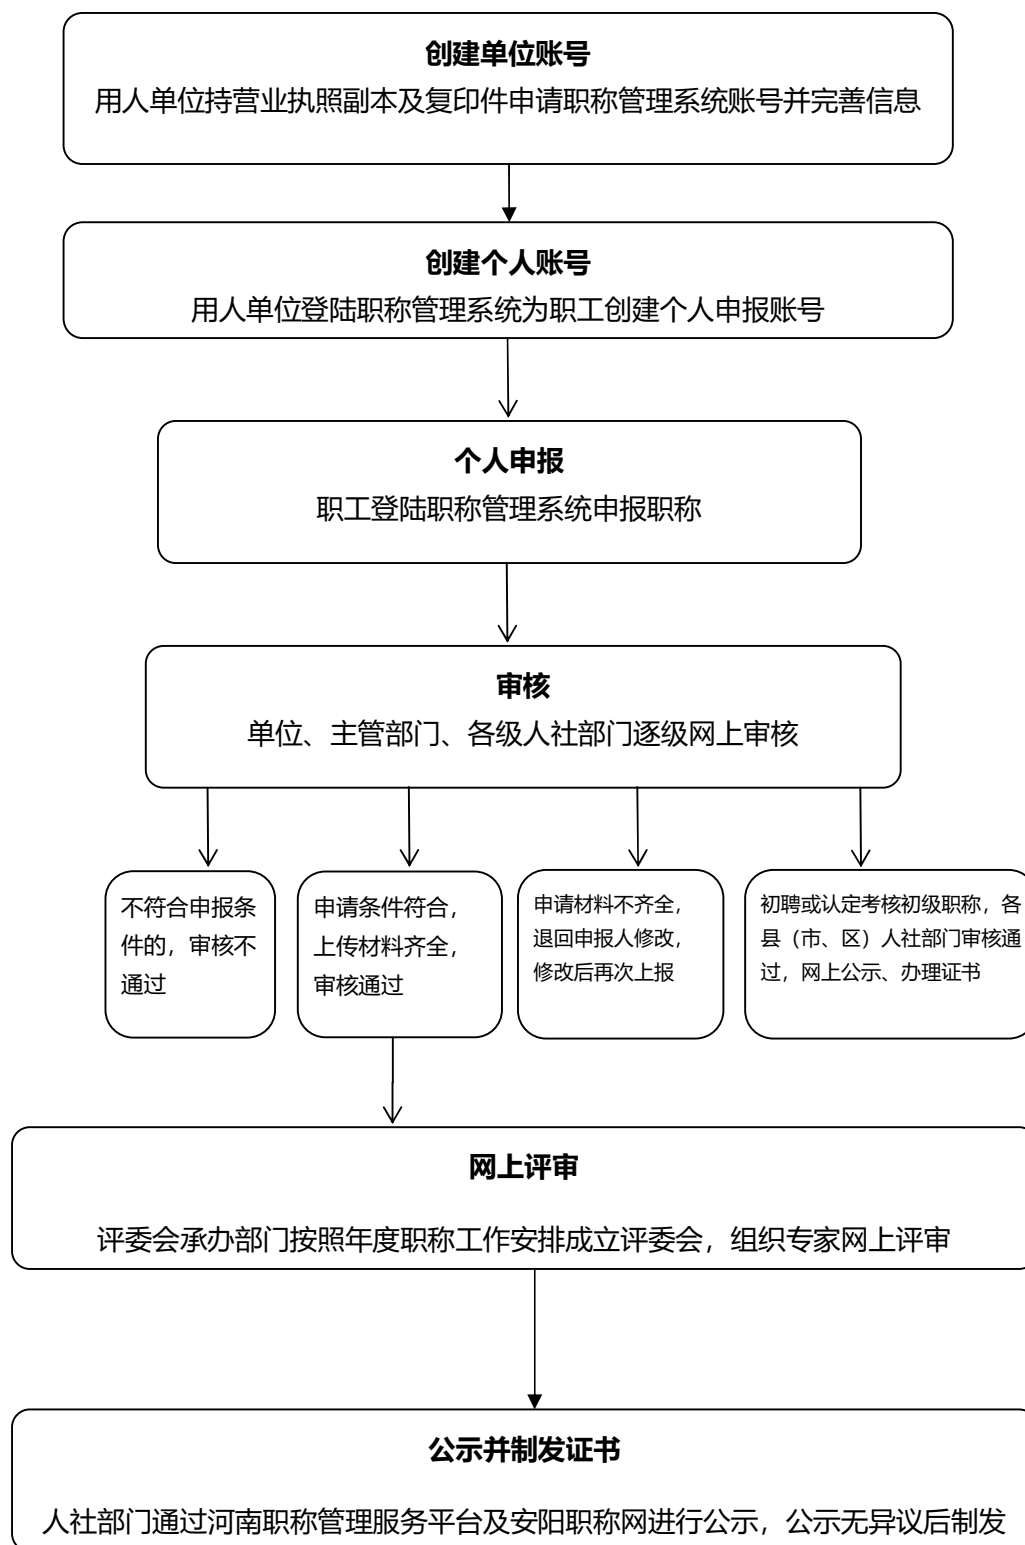 创建单位账号
用人单位持营业执照副本及复印件申请职称管理系统账号并完善信息
创建个人账号
用人单位登陆职称管理系统为职工创建个人申报账号
个人申报
职工登陆职称管理系统申报职称
审核
单位、主管部门、各级人社部门逐级网上审核
不符合申报条
件的，审核不
通过
申请条件符合，
上传材料齐全，
审核通过
申请材料不齐全，
退回申报人修改，
修改后再次上报
初聘或认定考核初级职称，各
县（市、区）人社部门审核通
过，网上公示、办理证书
网上评审
评委会承办部门按照年度职称工作安排成立评委会，组织专家网上评审
公示并制发证书
人社部门通过河南职称管理服务平台及安阳职称网进行公示，公示无异议后制发